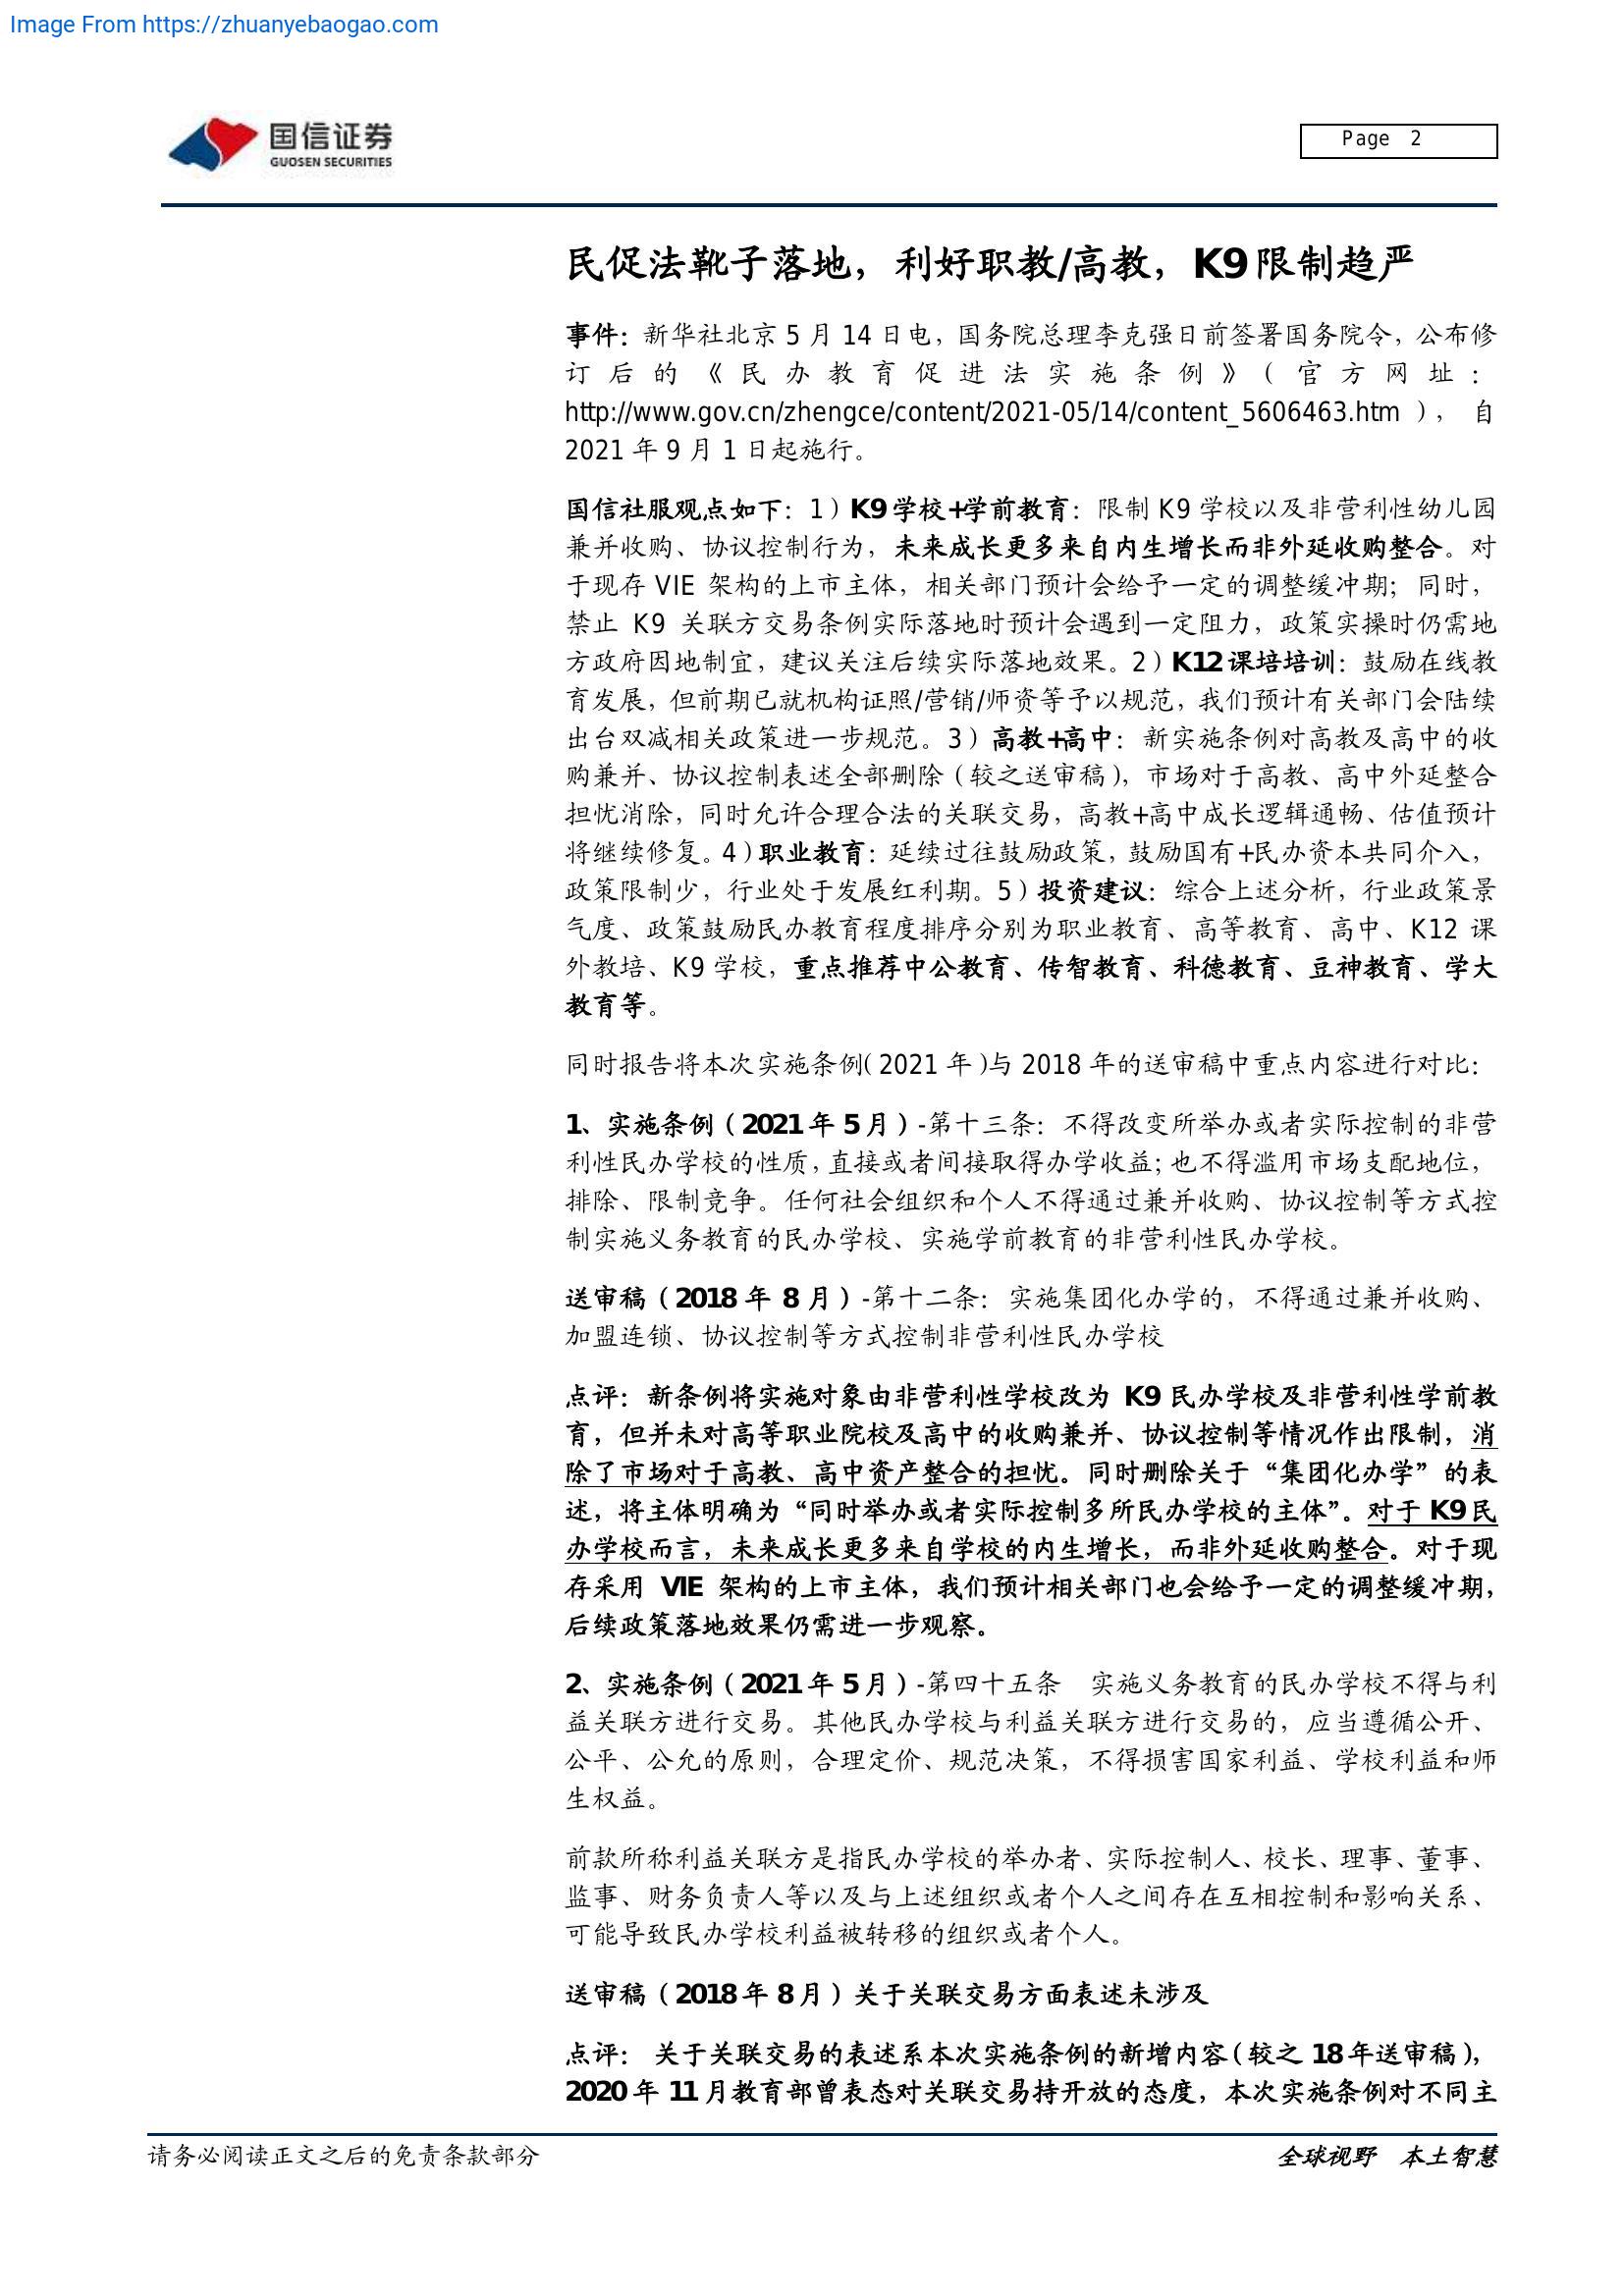 Image From https://zhuanyebaogao.com
国信证券
GUOSEN SECURITIES
Page 2
民促法靴子落地，利好职教/高教，K9限制趋严
事件：新华社北京 5 月 14 日电，国务院总理李克强日前签署国务院令，公布修
订后的《民办教育促进法实施条例》（官方网址：
http://www.gov.cn/zhengce/content/2021-05/14/content_5606463.htm ），自
2021 年 9 月 1 日起施行。
国信社服观点如下：1）K9学校+学前教育：限制 K9 学校以及非营利性幼儿园
兼并收购、协议控制行为，未来成长更多来自内生增长而非外延收购整合。对
于现存 VIE 架构的上市主体，相关部门预计会给予一定的调整缓冲期；同时，
禁止 K9 关联方交易条例实际落地时预计会遇到一定阻力，政策实操时仍需地
方政府因地制宜，建议关注后续实际落地效果。2）K12课培培训：鼓励在线教
育发展，但前期已就机构证照/营销/师资等予以规范，我们预计有关部门会陆续
出台双减相关政策进一步规范。3）高教+高中：新实施条例对高教及高中的收
购兼并、协议控制表述全部删除（较之送审稿），市场对于高教、高中外延整合
担忧消除，同时允许合理合法的关联交易，高教+高中成长逻辑通畅、估值预计
将继续修复。4）职业教育：延续过往鼓励政策，鼓励国有+民办资本共同介入，
政策限制少，行业处于发展红利期。5）投资建议：综合上述分析，行业政策景
气度、政策鼓励民办教育程度排序分别为职业教育、高等教育、高中、K12 课
外教培、K9 学校，重点推荐中公教育、传智教育、科德教育、豆神教育、学大
教育等。
同时报告将本次实施条例（2021 年）与 2018 年的送审稿中重点内容进行对比：
1、实施条例（2021年 5月）-第十三条：不得改变所举办或者实际控制的非营
利性民办学校的性质，直接或者间接取得办学收益；也不得滥用市场支配地位，
排除、限制竞争。任何社会组织和个人不得通过兼并收购、协议控制等方式控
制实施义务教育的民办学校、实施学前教育的非营利性民办学校。
送审稿（2018 年 8 月）-第十二条：实施集团化办学的，不得通过兼并收购、
加盟连锁、协议控制等方式控制非营利性民办学校
点评：新条例将实施对象由非营利性学校改为 K9 民办学校及非营利性学前教
育，但并未对高等职业院校及高中的收购兼并、协议控制等情况作出限制，消
除了市场对于高教、高中资产整合的担忧。同时删除关于“集团化办学”的表
述，将主体明确为“同时举办或者实际控制多所民办学校的主体”。对于 K9民
办学校而言，未来成长更多来自学校的内生增长，而非外延收购整合。对于现
存采用 VIE 架构的上市主体，我们预计相关部门也会给予一定的调整缓冲期，
后续政策落地效果仍需进一步观察。
2、实施条例（2021年 5月）-第四十五条　实施义务教育的民办学校不得与利
益关联方进行交易。其他民办学校与利益关联方进行交易的，应当遵循公开、
公平、公允的原则，合理定价、规范决策，不得损害国家利益、学校利益和师
生权益。
前款所称利益关联方是指民办学校的举办者、实际控制人、校长、理事、董事、
监事、财务负责人等以及与上述组织或者个人之间存在互相控制和影响关系、
可能导致民办学校利益被转移的组织或者个人。
送审稿（2018年 8月）关于关联交易方面表述未涉及
点评： 关于关联交易的表述系本次实施条例的新增内容（较之 18年送审稿），
2020 年 11 月教育部曾表态对关联交易持开放的态度，本次实施条例对不同主
请务必阅读正文之后的免责条款部分
全球视野　本土智慧